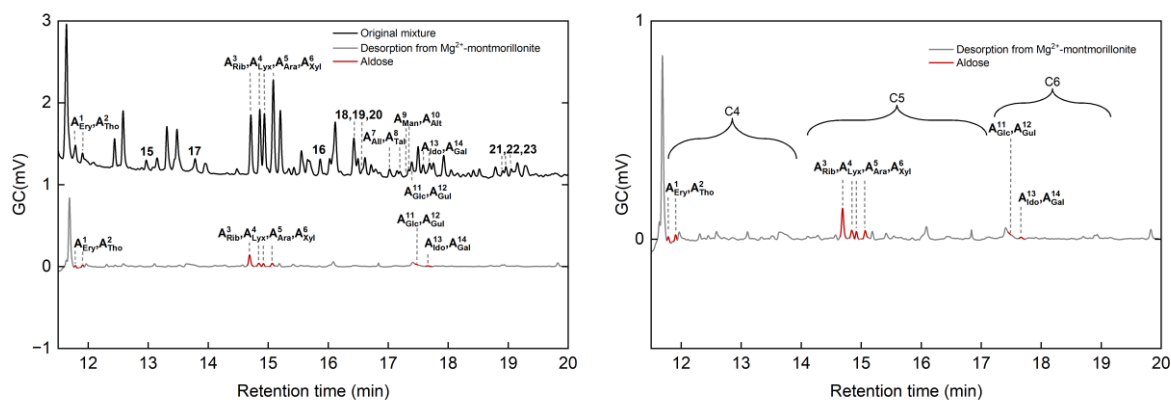 3
2
1
0
−1
GC(mV)
Original mixture
Desorption from Mg²⁺-montmorillonite
Aldose
A³Rib,A⁴Lyx,A⁵Ara,A⁶Xyl
A¹Ery,A²Tho
15
17
16
18,19,20
A⁷All,A⁸Tal
A⁹Man,A¹⁰Alt
A¹³Ido,A¹⁴Gal
A¹¹Glc,A¹²Gul
21,22,23
A¹Ery,A²Tho
A³Rib,A⁴Lyx,A⁵Ara,A⁶Xyl
A¹¹Glc,A¹²Gul
A¹³Ido,A¹⁴Gal
12 13 14 15 16 17 18 19 20
Retention time (min)
1
0
−1
GC(mV)
Desorption from Mg²⁺-montmorillonite
Aldose
C4
C5
C6
A¹Ery,A²Tho
A³Rib,A⁴Lyx,A⁵Ara,A⁶Xyl
A¹¹Glc,A¹²Gul
A¹³Ido,A¹⁴Gal
12 13 14 15 16 17 18 19 20
Retention time (min)